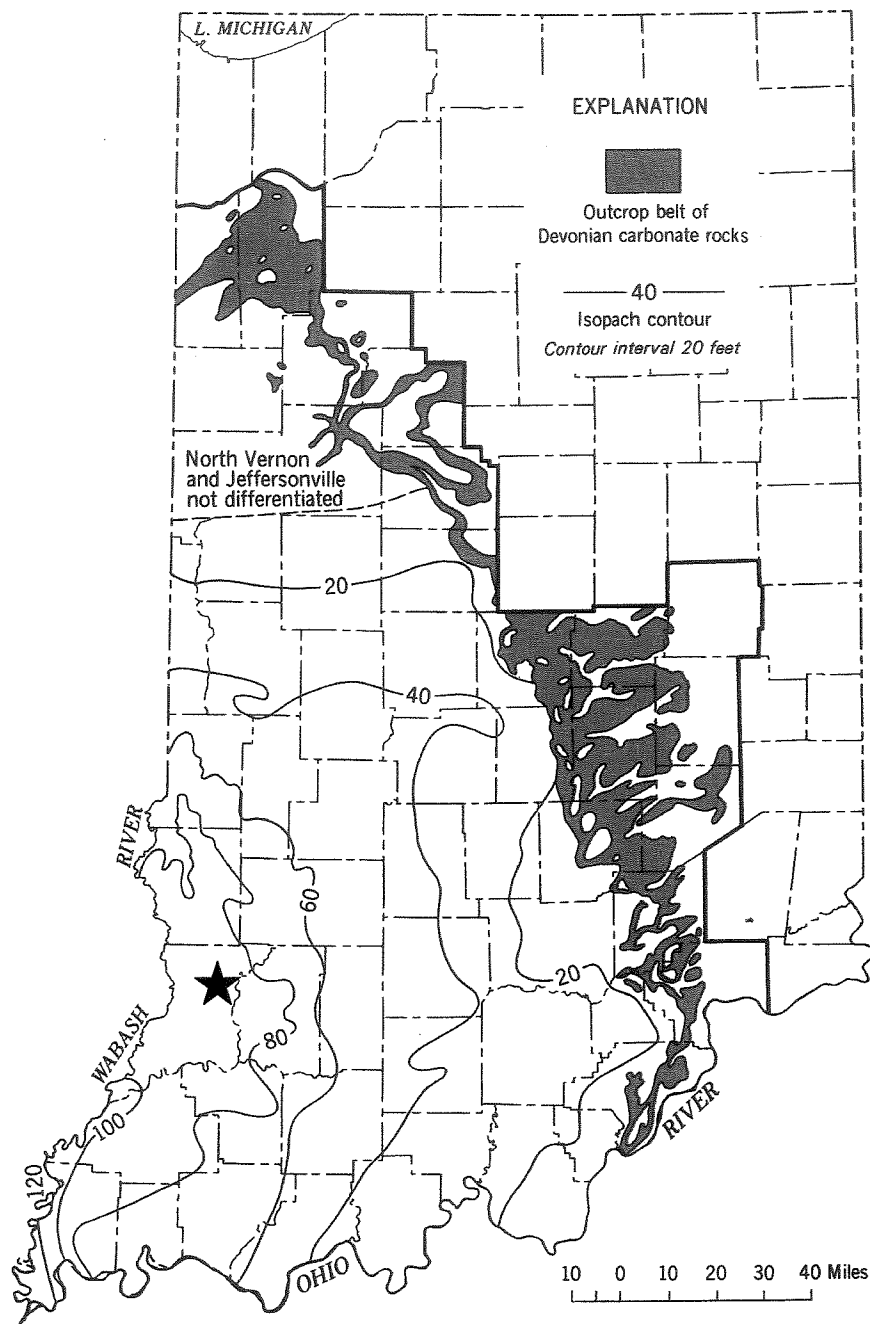 L. MICHIGAN
EXPLANATION
Outcrop belt of
Devonian carbonate rocks
40
Isopach contour
Contour interval 20 feet
North Vernon
and Jeffersonville
not differentiated
20
40
RIVER
60
20
80
WABASH
100
RIVER
120
OHIO
10 0 10 20 30 40 Miles